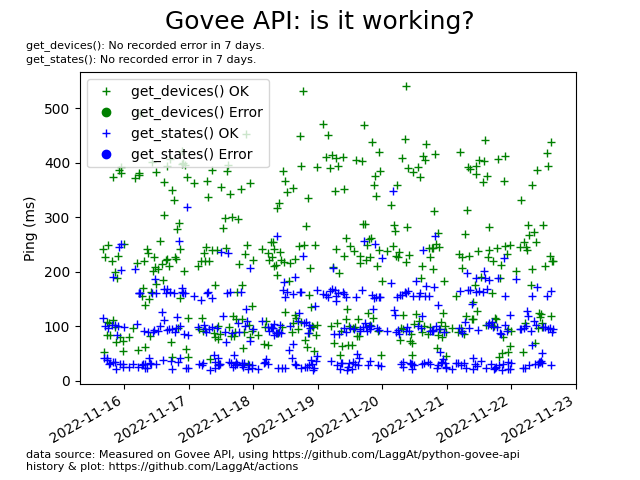 Govee API: is it working?
get_devices(): No recorded error in 7 days.
get_states(): No recorded error in 7 days.
get_devices() OK
get_devices() Error
get_states() OK
get_states() Error
Ping (ms)
500
400
300
200
100
0
2022-11-16
2022-11-17
2022-11-18
2022-11-19
2022-11-20
2022-11-21
2022-11-22
2022-11-23
data source: Measured on Govee API, using https://github.com/LaggAt/python-govee-api
history & plot: https://github.com/LaggAt/actions